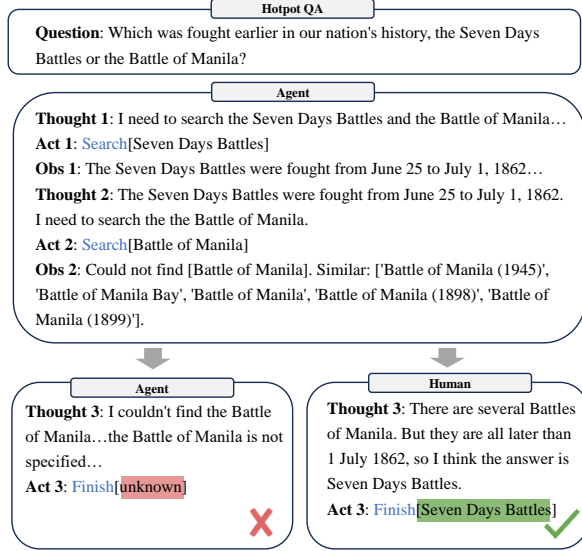 Hotpot QA
Question: Which was fought earlier in our nation's history, the Seven Days
Battles or the Battle of Manila?
Agent
Thought 1: I need to search the Seven Days Battles and the Battle of Manila…
Act 1: Search[Seven Days Battles]
Obs 1: The Seven Days Battles were fought from June 25 to July 1, 1862…
Thought 2: The Seven Days Battles were fought from June 25 to July 1, 1862.
I need to search the the Battle of Manila.
Act 2: Search[Battle of Manila]
Obs 2: Could not find [Battle of Manila]. Similar: ['Battle of Manila (1945)',
'Battle of Manila Bay', 'Battle of Manila', 'Battle of Manila (1898)', 'Battle of
Manila (1899)'].
Agent
Thought 3: I couldn't find the Battle
of Manila…the Battle of Manila is not
specified…
Act 3: Finish[unknown]
Human
Thought 3: There are several Battles
of Manila. But they are all later than
1 July 1862, so I think the answer is
Seven Days Battles.
Act 3: Finish[Seven Days Battles]